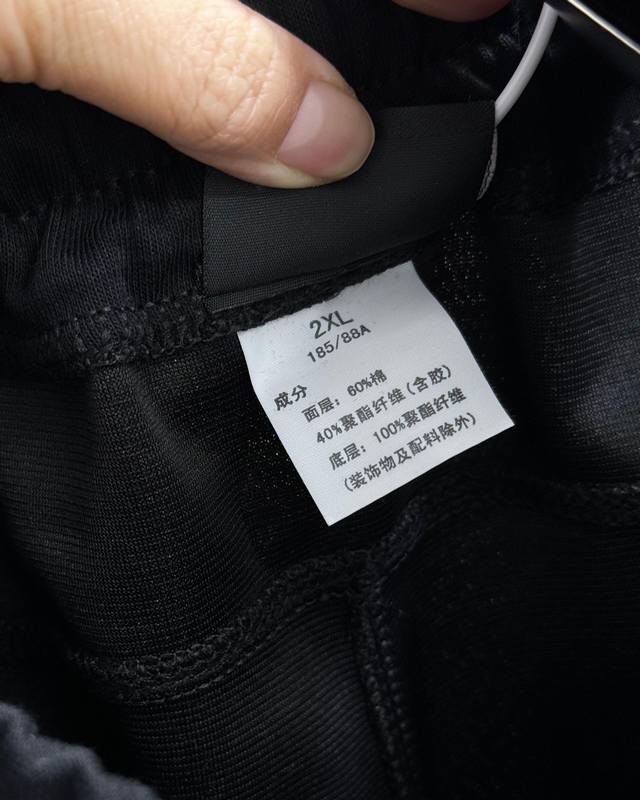 2XL
185/88A
成分
面层：60%棉
40%聚酯纤维(含胶)
底层：100%聚酯纤维
(装饰物及配料除外)